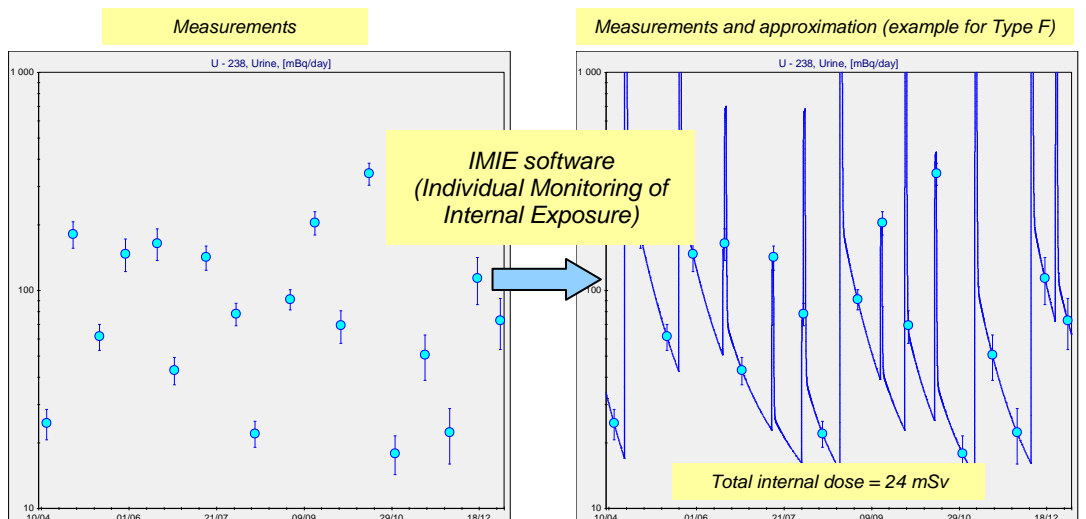 Measurements
Measurements and approximation (example for Type F)
U - 238, Urine, [mBq/day]
U - 238, Urine, [mBq/day]
1 000
1 000
IMIE software
(Individual Monitoring of
Internal Exposure)
100
100
Total internal dose = 24 mSv
10
10
10/04 01/06 21/07 09/09 29/10 18/12
10/04 01/06 21/07 09/09 29/10 18/12